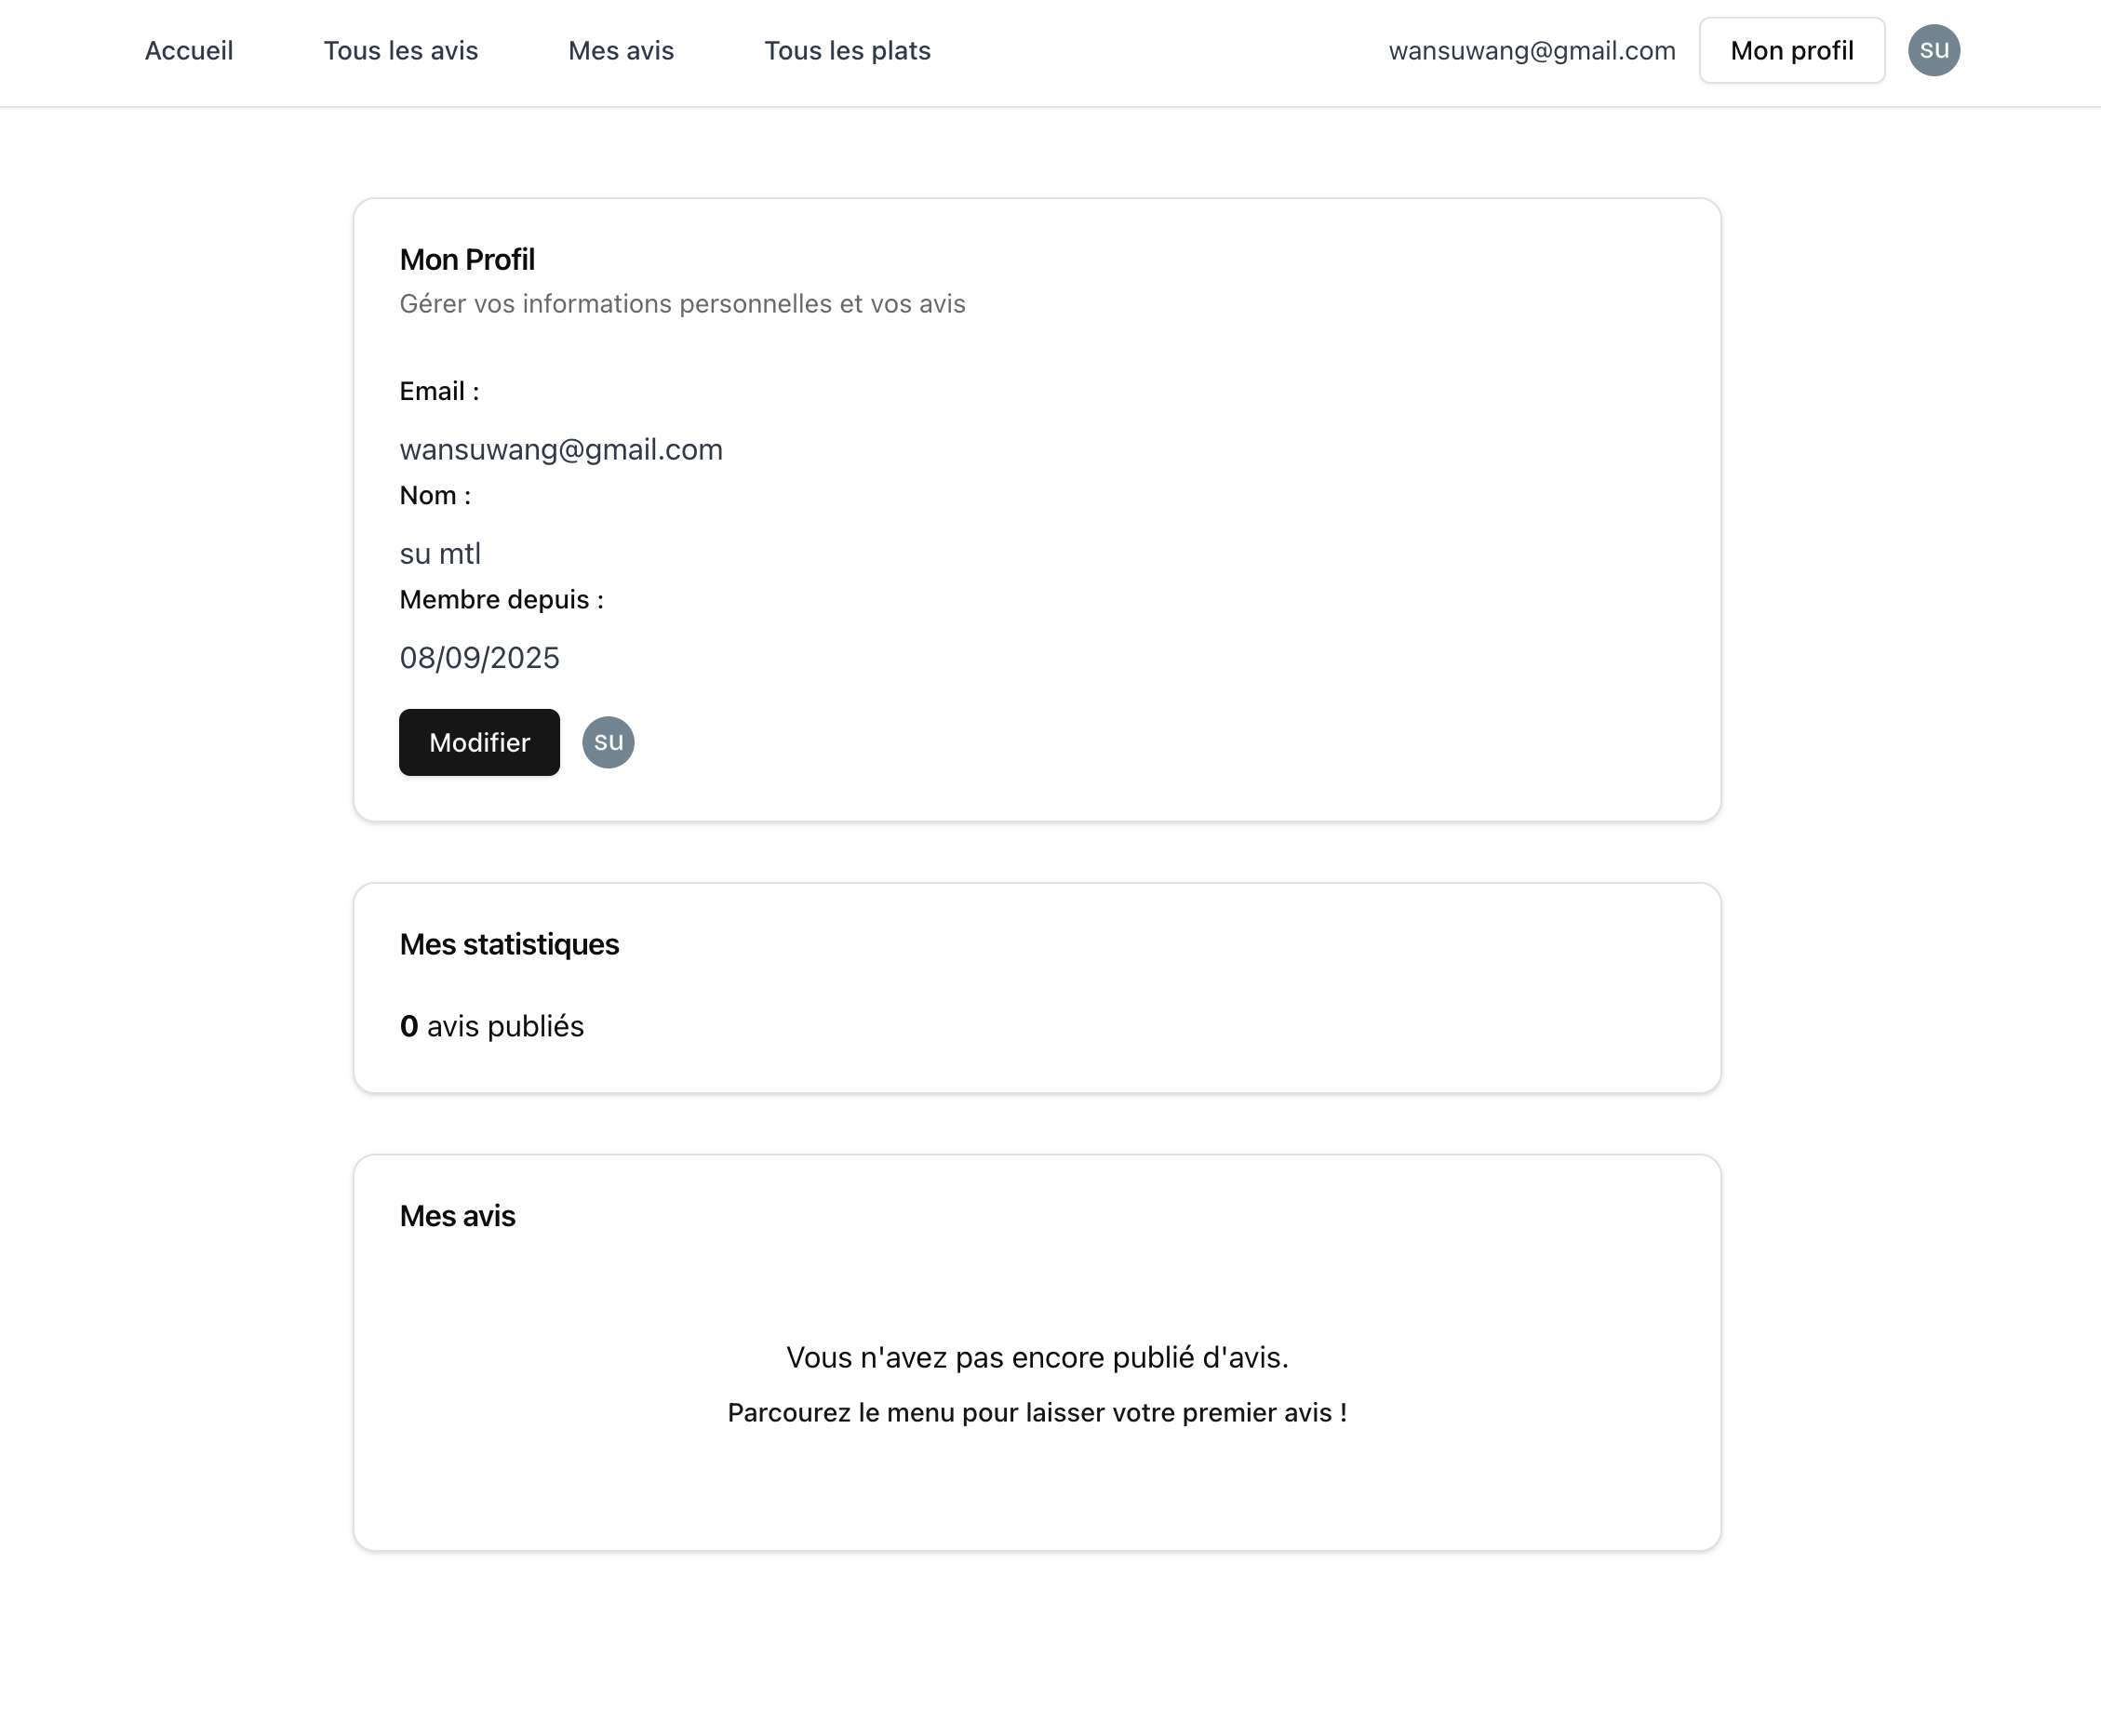 Accueil Tous les avis Mes avis Tous les plats wansuwang@gmail.com Mon profil su
Mon Profil
Gérer vos informations personnelles et vos avis
Email :
wansuwang@gmail.com
Nom :
su mtl
Membre depuis :
08/09/2025
Modifier su
Mes statistiques
0 avis publiés
Mes avis
Vous n'avez pas encore publié d'avis.
Parcourez le menu pour laisser votre premier avis !